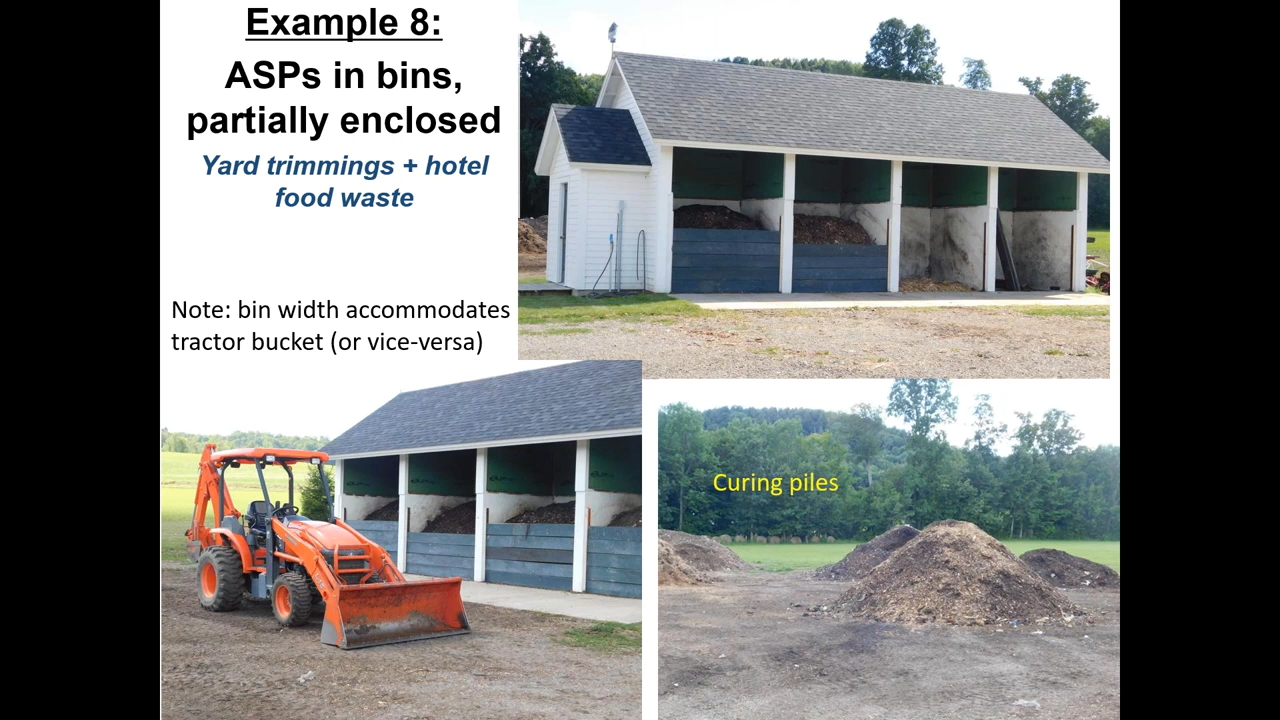 Example 8:
ASPs in bins,
partially enclosed
Yard trimmings + hotel
food waste
Note: bin width accommodates
tractor bucket (or vice-versa)
Curing piles